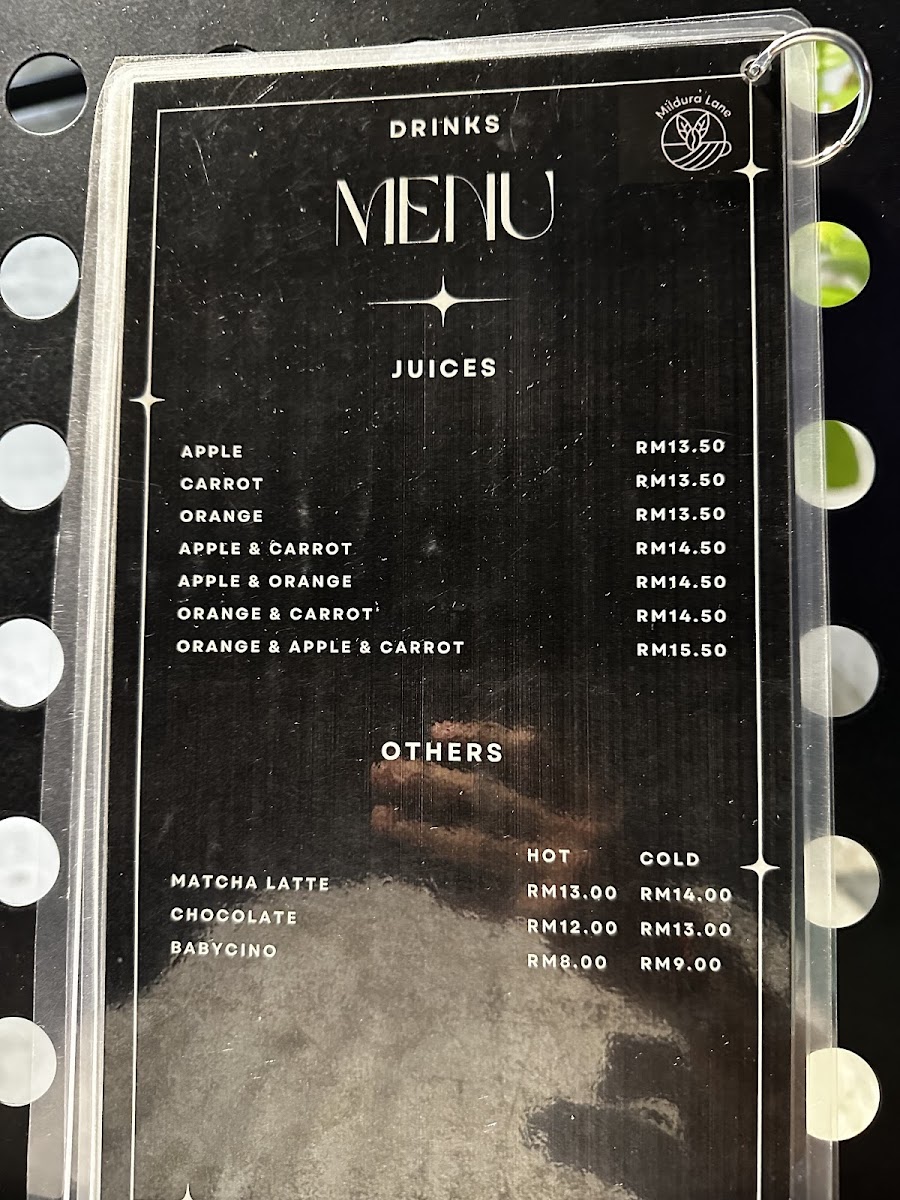 Mildura Lane
DRINKS
MENU
JUICES
APPLE RM13.50
CARROT RM13.50
ORANGE RM13.50
APPLE & CARROT RM14.50
APPLE & ORANGE RM14.50
ORANGE & CARROT RM14.50
ORANGE & APPLE & CARROT RM15.50
OTHERS
HOT COLD
MATCHA LATTE RM13.00 RM14.00
CHOCOLATE RM12.00 RM13.00
BABYCINO RM8.00 RM9.00